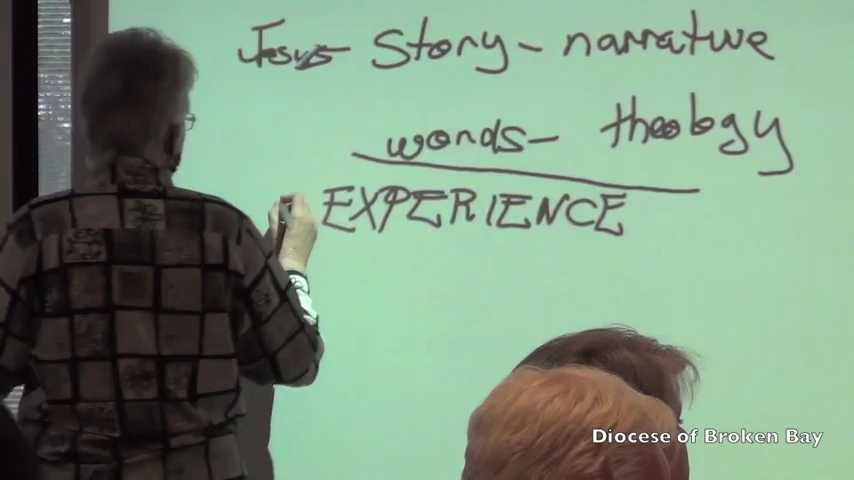 Jesus- Story - narrative
words- theology
EXPERIENCE
Diocese of Broken Bay